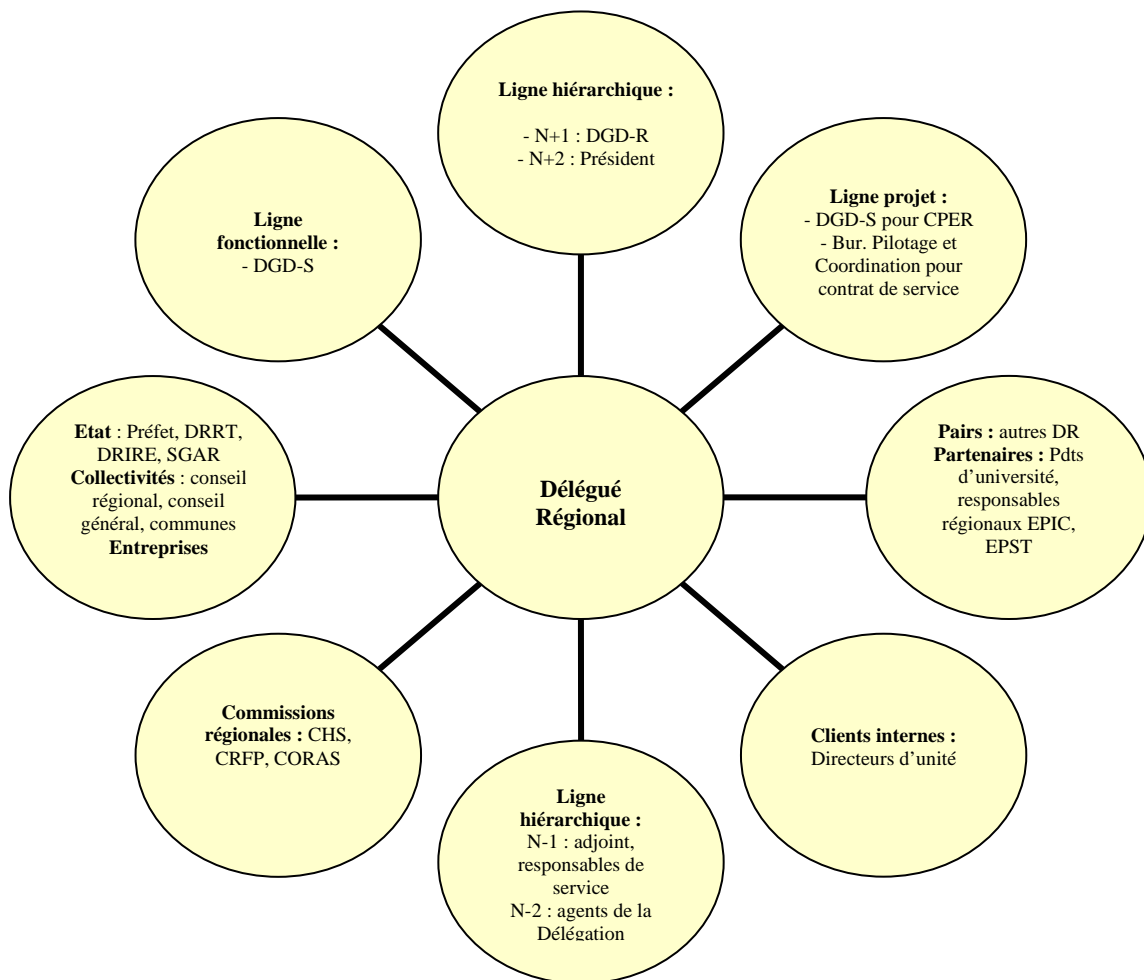 Ligne hiérarchique :
- N+1 : DGD-R
- N+2 : Président
Ligne
fonctionnelle :
- DGD-S
Ligne projet :
- DGD-S pour CPER
- Bur. Pilotage et
Coordination pour
contrat de service
Etat : Préfet, DRRT,
DRIRE, SGAR
Collectivités : conseil
régional, conseil
général, communes
Entreprises
Délégué
Régional
Pairs : autres DR
Partenaires : Pdts
d’université,
responsables
régionaux EPIC,
EPST
Commissions
régionales : CHS,
CRFP, CORAS
Clients internes :
Directeurs d’unité
Ligne
hiérarchique :
N-1 : adjoint,
responsables de
service
N-2 : agents de la
Délégation